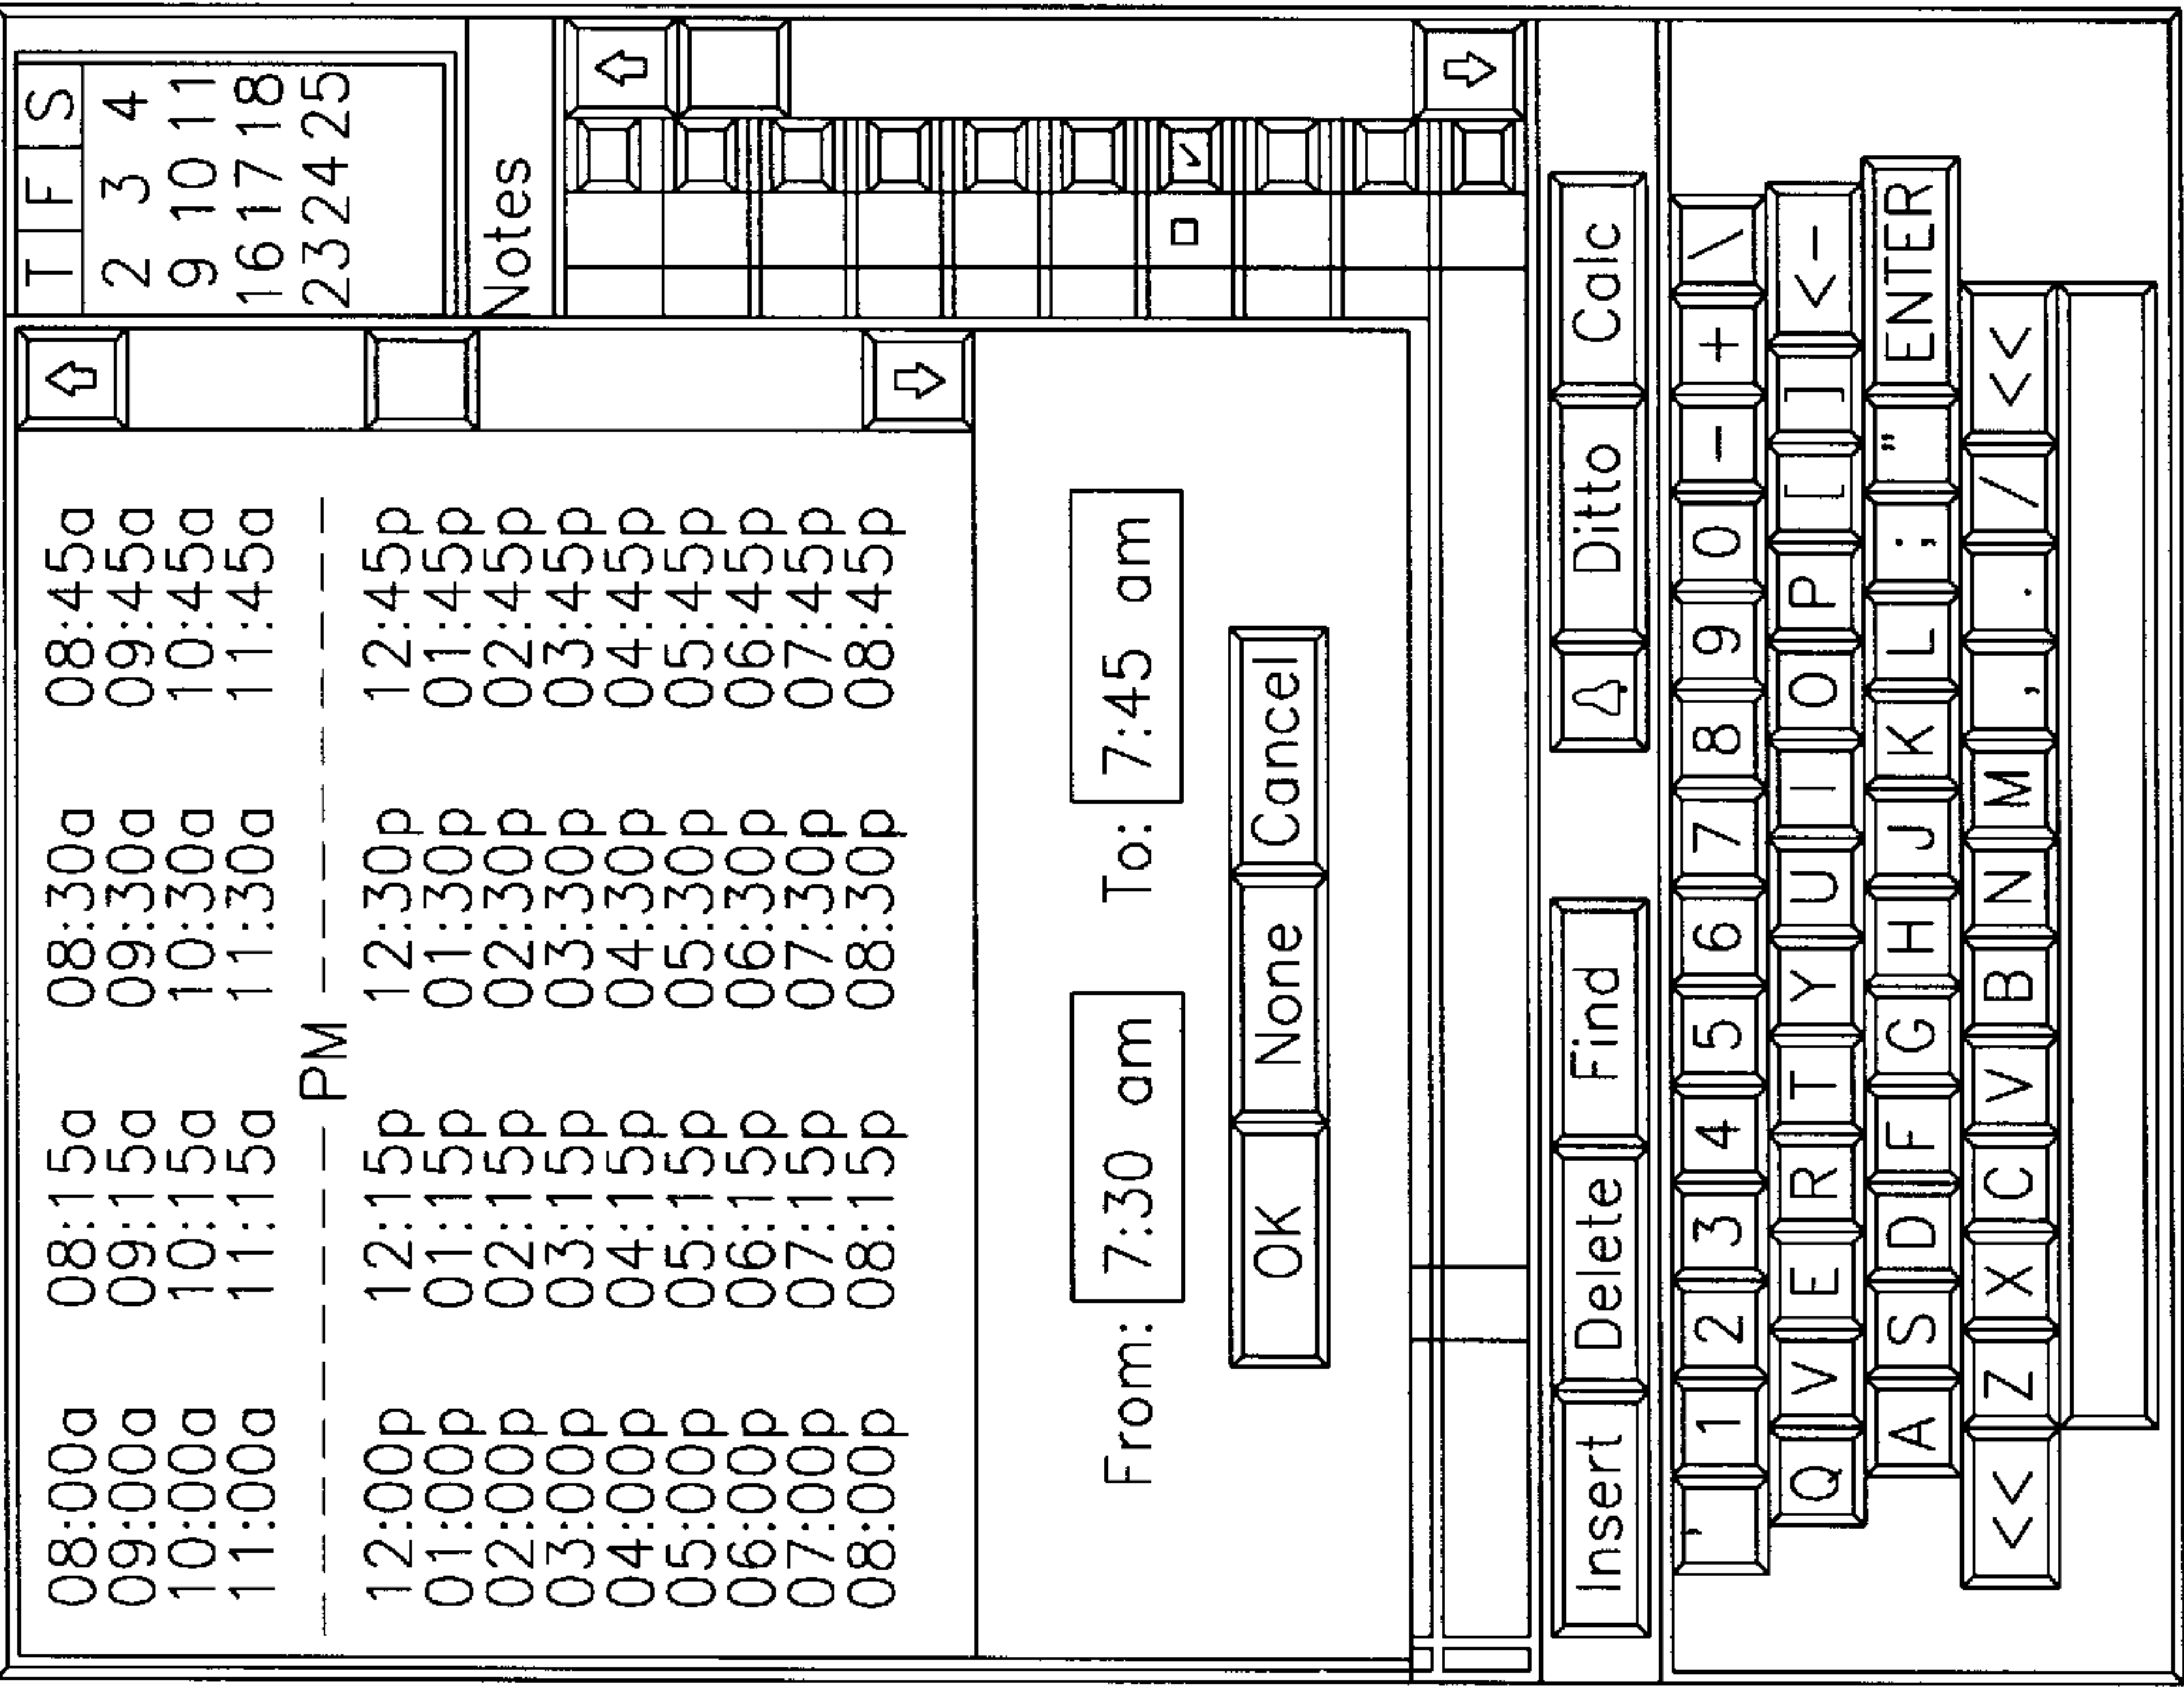 T F S
2 3 4
9 10 11
16 17 18
23 24 25
Notes
08:00a 08:15a 08:30a 08:45a
09:00a 09:15a 09:30a 09:45a
10:00a 10:15a 10:30a 10:45a
11:00a 11:15a 11:30a 11:45a
PM
12:00p 12:15p 12:30p 12:45p
01:00p 01:15p 01:30p 01:45p
02:00p 02:15p 02:30p 02:45p
03:00p 03:15p 03:30p 03:45p
04:00p 04:15p 04:30p 04:45p
05:00p 05:15p 05:30p 05:45p
06:00p 06:15p 06:30p 06:45p
07:00p 07:15p 07:30p 07:45p
08:00p 08:15p 08:30p 08:45p
From: 7:30 am To: 7:45 am
OK None Cancel
Insert Delete Find Ditto Calc
' 1 2 3 4 5 6 7 8 9 0 - + \
Q V E R T Y U I O P [ ] <-
A S D F G H J K L ; " ENTER
<< Z X C V B N M , . / <<